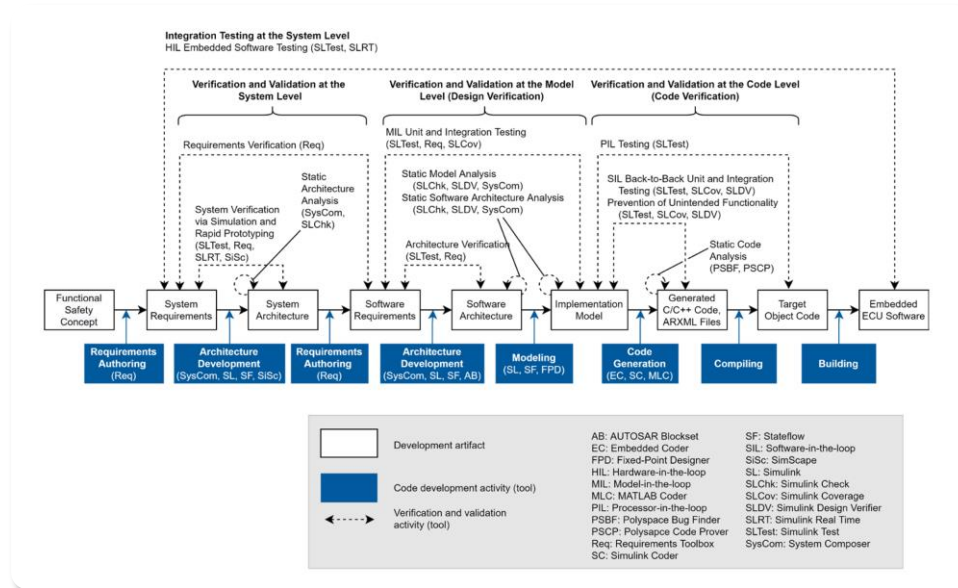 Integration Testing at the System Level
HIL Embedded Software Testing (SLTest, SLRT)
Verification and Validation at the
System Level
Verification and Validation at the Model
Level (Design Verification)
Verification and Validation at the Code Level
(Code Verification)
Requirements Verification (Req)
MIL Unit and Integration Testing
(SLTest, Req, SLCov)
PIL Testing (SLTest)
Static
Architecture
Analysis
(SysCom,
SLChk)
System Verification
via Simulation and
Rapid Prototyping
(SLTest, Req,
SLRT, SiSc)
Static Model Analysis
(SLChk, SLDV, SysCom)
Static Software Architecture Analysis
(SLChk, SLDV, SysCom)
Architecture Verification
(SLTest, Req)
SIL Back-to-Back Unit and Integration
Testing (SLTest, SLCov, SLDV)
Prevention of Unintended Functionality
(SLTest, SLCov, SLDV)
Static Code
Analysis
(PSBF, PSCP)
Functional
Safety
Concept
System
Requirements
System
Architecture
Software
Requirements
Software
Architecture
Implementation
Model
Generated
C/C++ Code,
ARXML Files
Target
Object Code
Embedded
ECU Software
Requirements
Authoring
(Req)
Architecture
Development
(SysCom, SL, SF, SiSc)
Requirements
Authoring
(Req)
Architecture
Development
(SysCom, SL, SF, AB)
Modeling
(SL, SF, FPD)
Code
Generation
(EC, SC, MLC)
Compiling
Building
Development artifact
Code development activity (tool)
Verification and validation
activity (tool)
AB: AUTOSAR Blockset
EC: Embedded Coder
FPD: Fixed-Point Designer
HIL: Hardware-in-the-loop
MIL: Model-in-the-loop
MLC: MATLAB Coder
PIL: Processor-in-the-loop
PSBF: Polyspace Bug Finder
PSCP: Polysapce Code Prover
Req: Requirements Toolbox
SC: Simulink Coder
SF: Stateflow
SIL: Software-in-the-loop
SiSc: SimScape
SL: Simulink
SLChk: Simulink Check
SLCov: Simulink Coverage
SLDV: Simulink Design Verifier
SLRT: Simulink Real Time
SLTest: Simulink Test
SysCom: System Composer